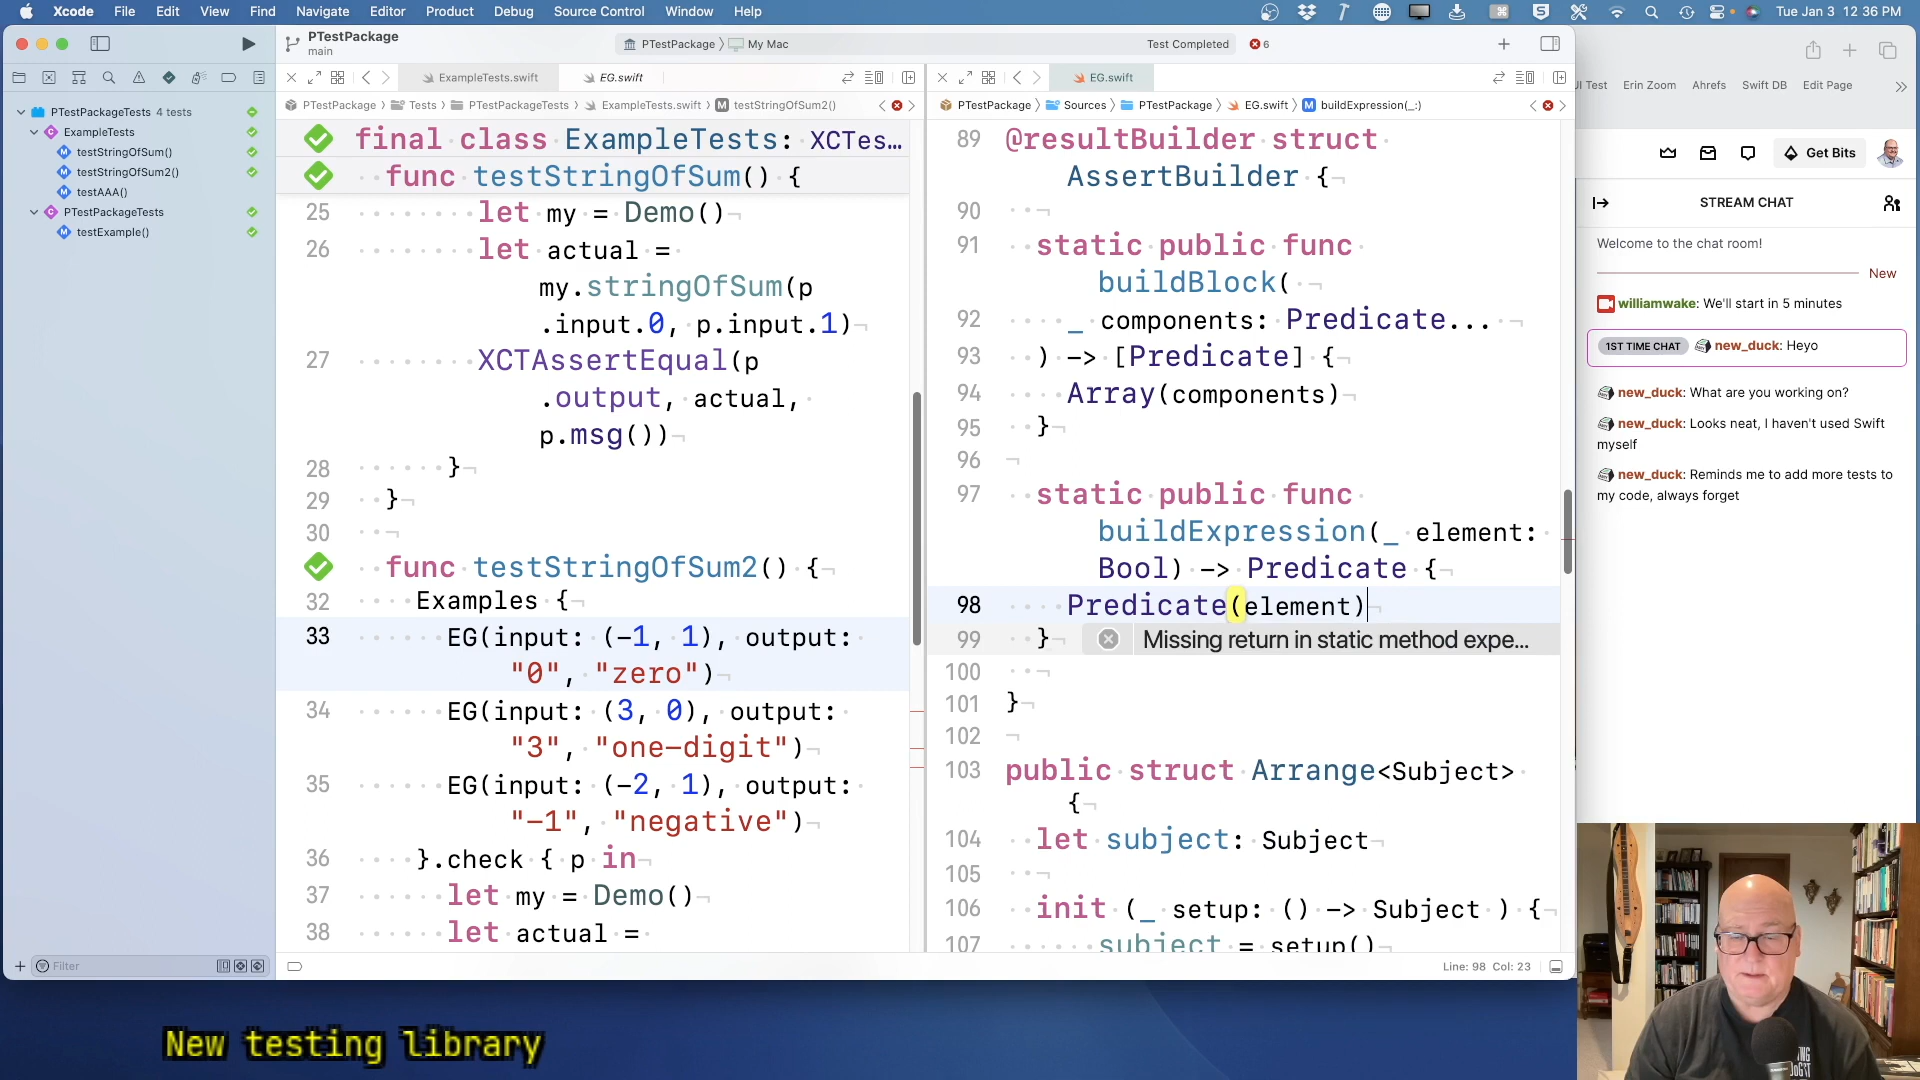 Xcode File Edit View Find Navigate Editor Product Debug Source Control Window Help
Tue Jan 3 12:36 PM
PTestPackage
main
PTestPackage 〉 My Mac
Test Completed 6
ExampleTests.swift EG.swift
EG.swift
PTestPackage 〉 Tests 〉 PTestPackageTests 〉 ExampleTests.swift 〉 M testStringOfSum2()
PTestPackage 〉 Sources 〉 PTestPackage 〉 EG.swift 〉 M buildExpression(_:)
PTestPackageTests 4 tests
ExampleTests
testStringOfSum()
testStringOfSum2()
testAAA()
PTestPackageTests
testExample()
Filter
final class ExampleTests: XCTes…
func testStringOfSum() {
25 let my = Demo()
26 let actual =
my.stringOfSum(p
.input.0, p.input.1)
27 XCTAssertEqual(p
.output, actual,
p.msg())
28 }
29 }
30
func testStringOfSum2() {
32 Examples {
33 EG(input: (-1, 1), output:
"0", "zero")
34 EG(input: (3, 0), output:
"3", "one-digit")
35 EG(input: (-2, 1), output:
"-1", "negative")
36 }.check { p in
37 let my = Demo()
38 let actual =
89 @resultBuilder struct
AssertBuilder {
90
91 static public func
buildBlock(
92 _ components: Predicate...
93 ) -> [Predicate] {
94 Array(components)
95 }
96
97 static public func
buildExpression(_ element:
Bool) -> Predicate {
98 Predicate(element)
99 } Missing return in static method expe...
100
101 }
102
103 public struct Arrange<Subject>
{
104 let subject: Subject
105
106 init (_ setup: () -> Subject ) {
107 subject = setup()
Line: 98 Col: 23
UI Test Erin Zoom Ahrefs Swift DB Edit Page
Get Bits
STREAM CHAT
Welcome to the chat room!
New
williamwake: We'll start in 5 minutes
1ST TIME CHAT new_duck: Heyo
new_duck: What are you working on?
new_duck: Looks neat, I haven't used Swift
myself
new_duck: Reminds me to add more tests to
my code, always forget
New testing library